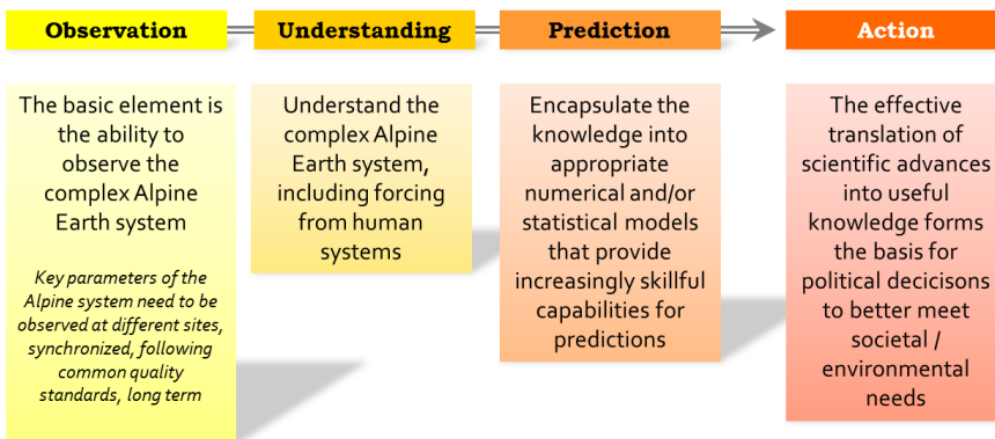 Observation
Understanding
Prediction
Action
The basic element is
the ability to
observe the
complex Alpine
Earth system
Key parameters of the
Alpine system need to be
observed at different sites,
synchronized, following
common quality
standards, long term
Understand the
complex Alpine
Earth system,
including forcing
from human
systems
Encapsulate the
knowledge into
appropriate
numerical and/or
statistical models
that provide
increasingly skillful
capabilities for
predictions
The effective
translation of
scientific advances
into useful
knowledge forms
the basis for
political decicisons
to better meet
societal /
environmental
needs